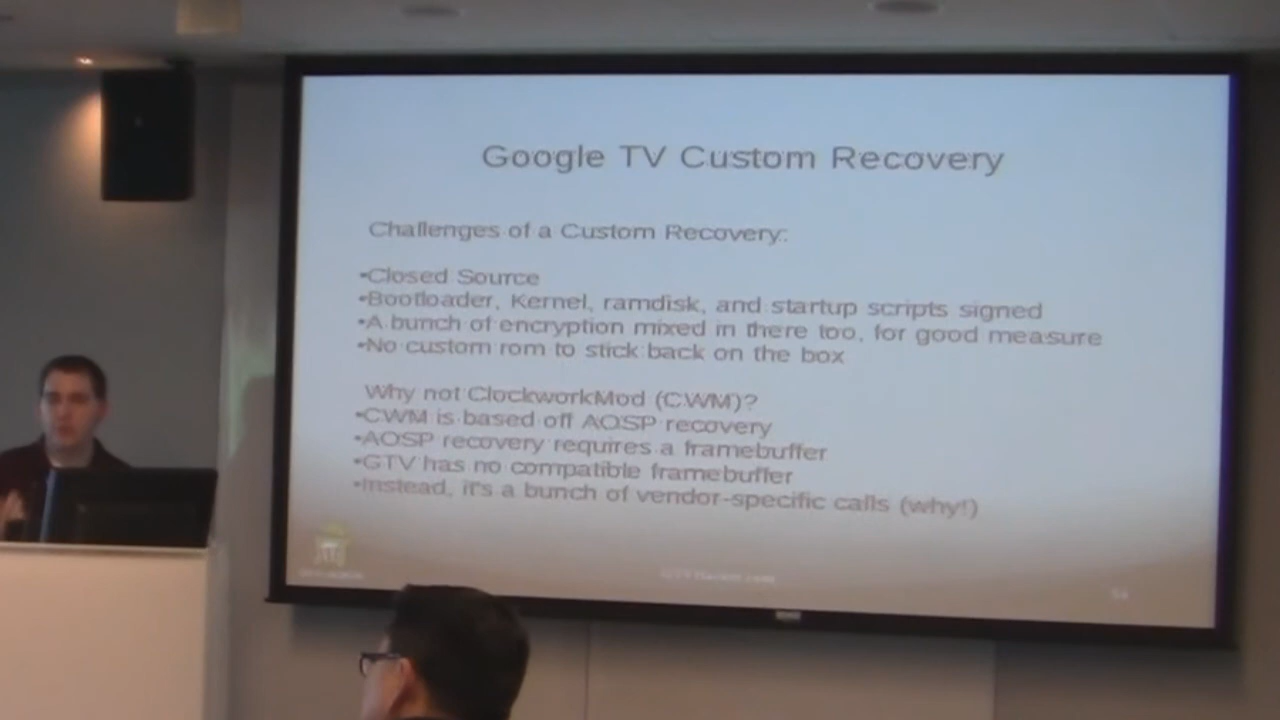 Google TV Custom Recovery
Challenges of a Custom Recovery:
•Closed Source
•Bootloader, Kernel, ramdisk, and startup scripts signed
•A bunch of encryption mixed in there too, for good measure
•No custom rom to stick back on the box
Why not ClockworkMod (CWM)?
•CWM is based off AOSP recovery
•AOSP recovery requires a framebuffer
•GTV has no compatible framebuffer
•Instead, it's a bunch of vendor-specific calls (why!)